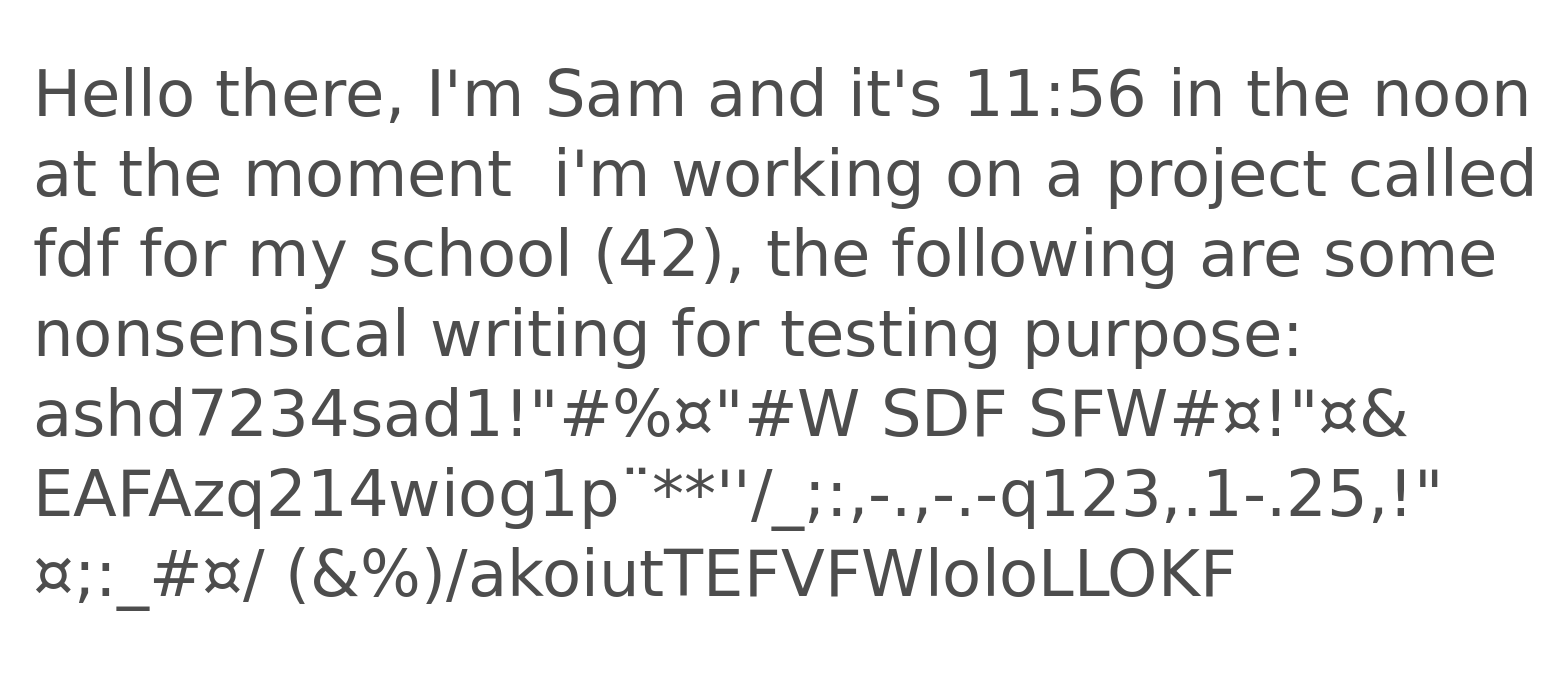 Hello there, I'm Sam and it's 11:56 in the noon
at the moment  i'm working on a project called
fdf for my school (42), the following are some
nonsensical writing for testing purpose:
ashd7234sad1!"#%¤"#W SDF SFW#¤!"¤&
EAFAzq214wiog1p¨**''/_;:,-.,-.-q123,.1-.25,!"
¤;:_#¤/ (&%)/akoiutTEFVFWloloLLOKF